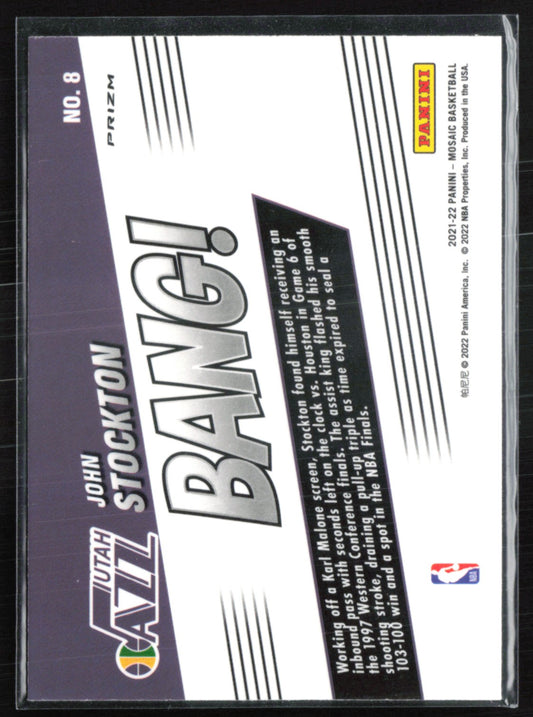 UTAH
JAZZ
JOHN
STOCKTON
NO. 8
PRIZM
BANG!
Working off a Karl Malone screen, Stockton found himself receiving an
inbound pass with seconds left on the clock vs. Houston in Game 6 of
the 1997 Western Conference finals. The assist king flashed his smooth
shooting stroke, draining a pull-up triple as time expired to seal a
103-100 win and a spot in the NBA Finals.
NBA
PANINI
2021-22 PANINI – MOSAIC BASKETBALL
帕尼尼 © 2022 Panini America, Inc. © 2022 NBA Properties, Inc. Produced in the USA.